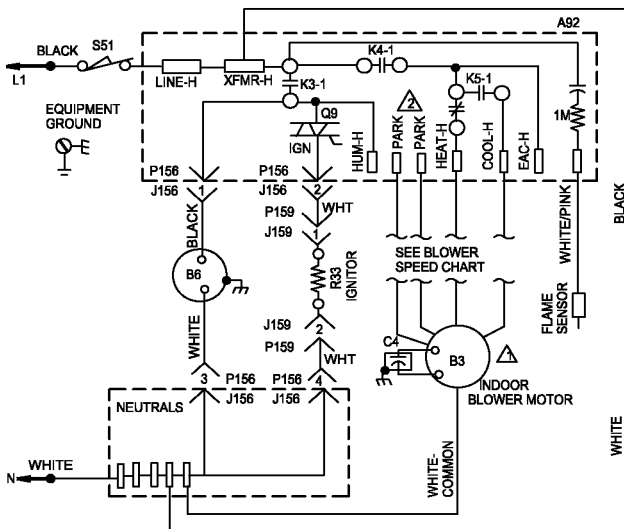 A92
BLACK
S51
K4-1
L1
LINE-H
XFMR-H
K3-1
K5-1
EQUIPMENT
GROUND
Q9
2
1M
IGN
HUM-H
PARK
PARK
HEAT-H
COOL-H
EAC-H
P156
P156
J156
1
J156
2
P159
WHT
J159
1
BLACK
WHITE/PINK
BLACK
SEE BLOWER
SPEED CHART
B6
R33
IGNITOR
FLAME
SENSOR
J159
2
WHITE
P159
WHT
C4
B3
1
INDOOR
BLOWER MOTOR
3
P156
P156
4
J156
J156
NEUTRALS
WHITE-
COMMON
WHITE
N
WHITE